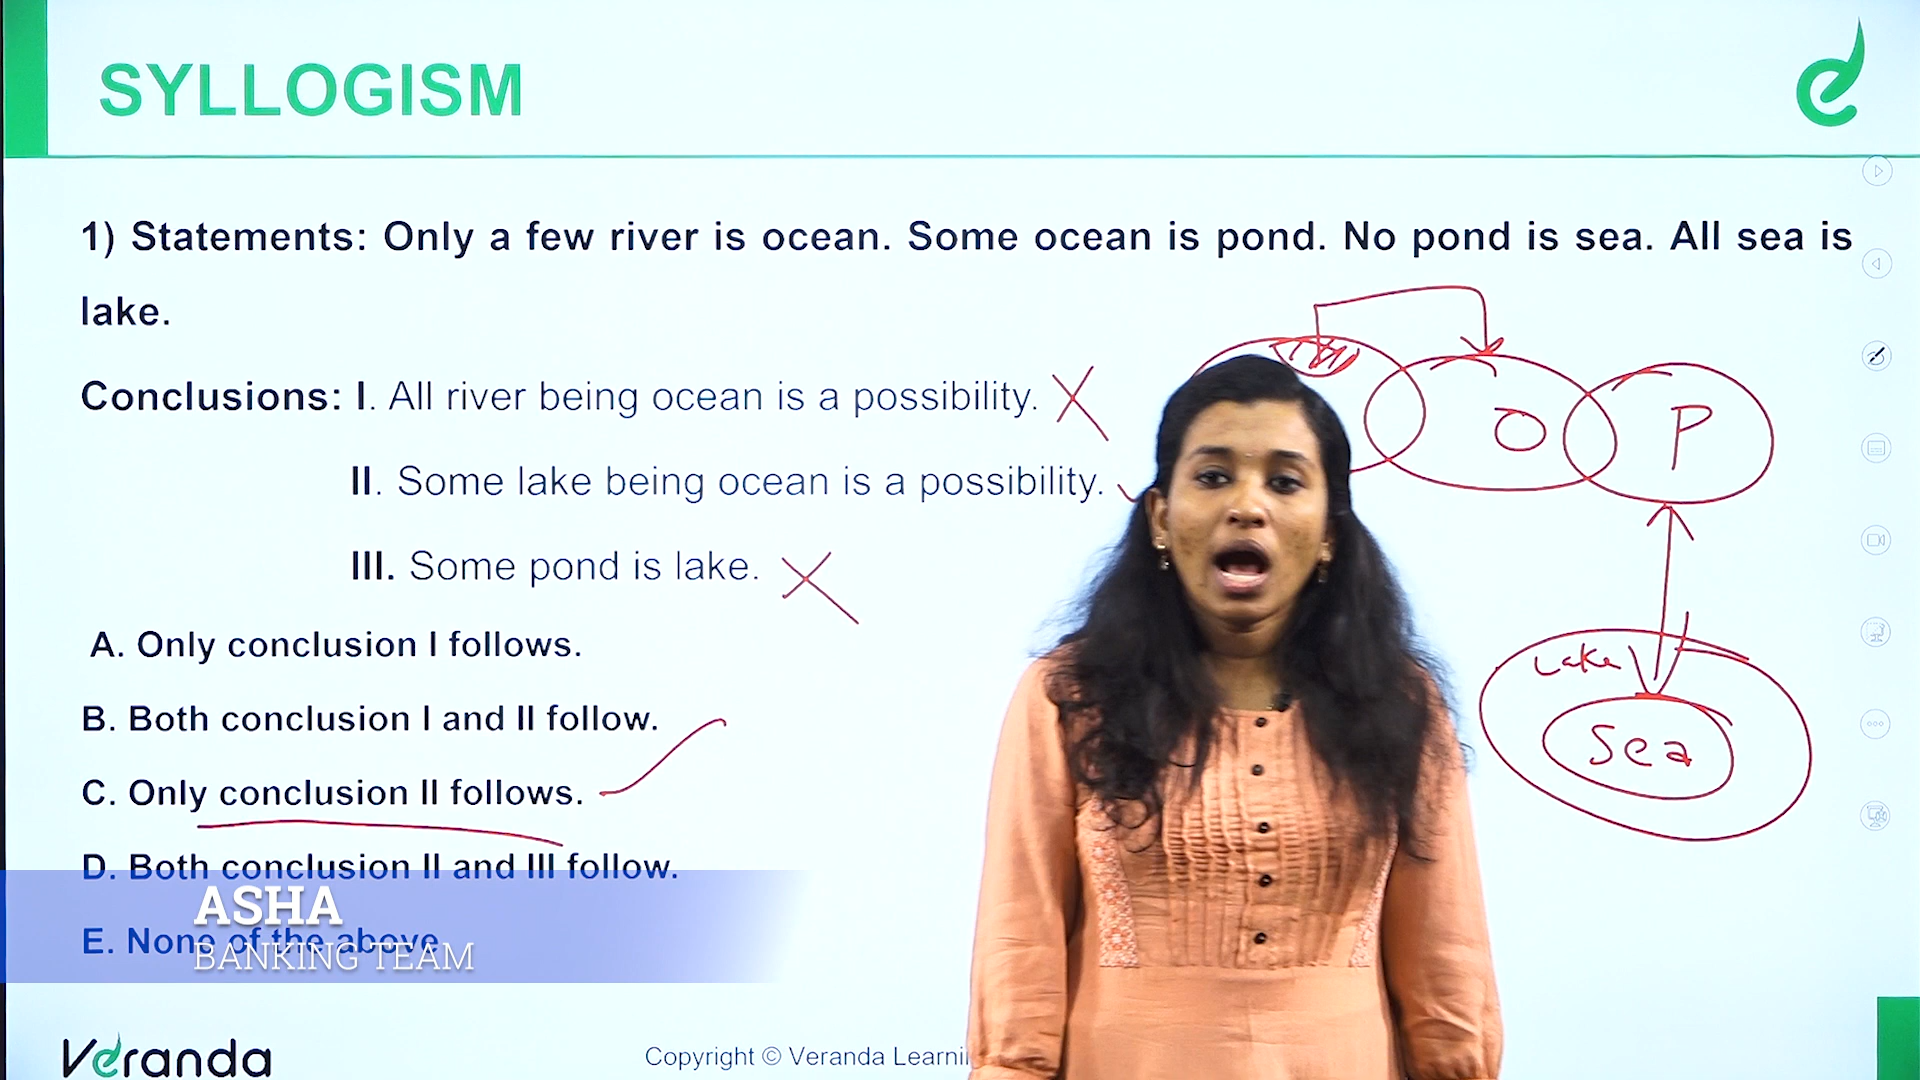 SYLLOGISM
1) Statements: Only a few river is ocean. Some ocean is pond. No pond is sea. All sea is
lake.
Conclusions: I. All river being ocean is a possibility.
II. Some lake being ocean is a possibility.
III. Some pond is lake.
A. Only conclusion I follows.
B. Both conclusion I and II follow.
C. Only conclusion II follows.
D. Both conclusion II and III follow.
E. None of the above
O
P
Lake
Sea
ASHA
BANKING TEAM
Veranda
Copyright © Veranda